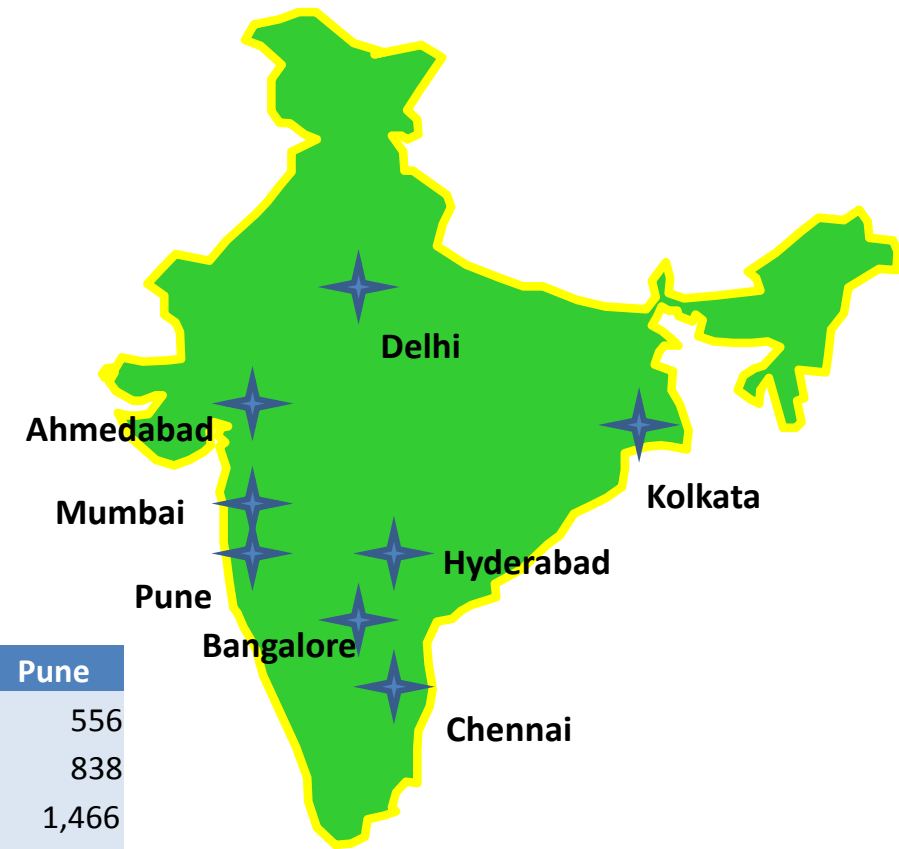 Delhi
Ahmedabad
Kolkata
Mumbai
Hyderabad
Pune
Bangalore
Chennai
Pune
556
838
1,466